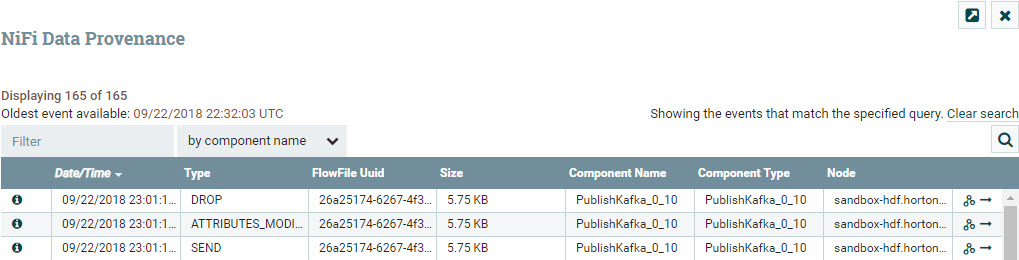 NiFi Data Provenance
Displaying 165 of 165
Oldest event available: 09/22/2018 22:32:03 UTC
Showing the events that match the specified query. Clear search
Filter
by component name
Date/Time Type FlowFile Uuid Size Component Name Component Type Node
09/22/2018 23:01:1... DROP 26a25174-6267-4f3... 5.75 KB PublishKafka_0_10 PublishKafka_0_10 sandbox-hdf.horton...
09/22/2018 23:01:1... ATTRIBUTES_MODI... 26a25174-6267-4f3... 5.75 KB PublishKafka_0_10 PublishKafka_0_10 sandbox-hdf.horton...
09/22/2018 23:01:1... SEND 26a25174-6267-4f3... 5.75 KB PublishKafka_0_10 PublishKafka_0_10 sandbox-hdf.horton...